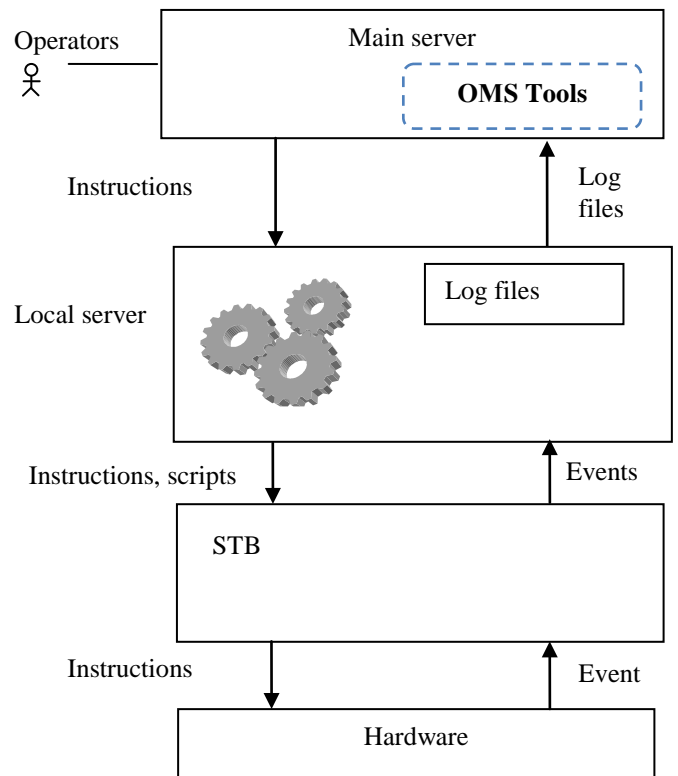 Operators
Main server
OMS Tools
Instructions
Log
files
Local server
Log files
Instructions, scripts
Events
STB
Instructions
Event
Hardware